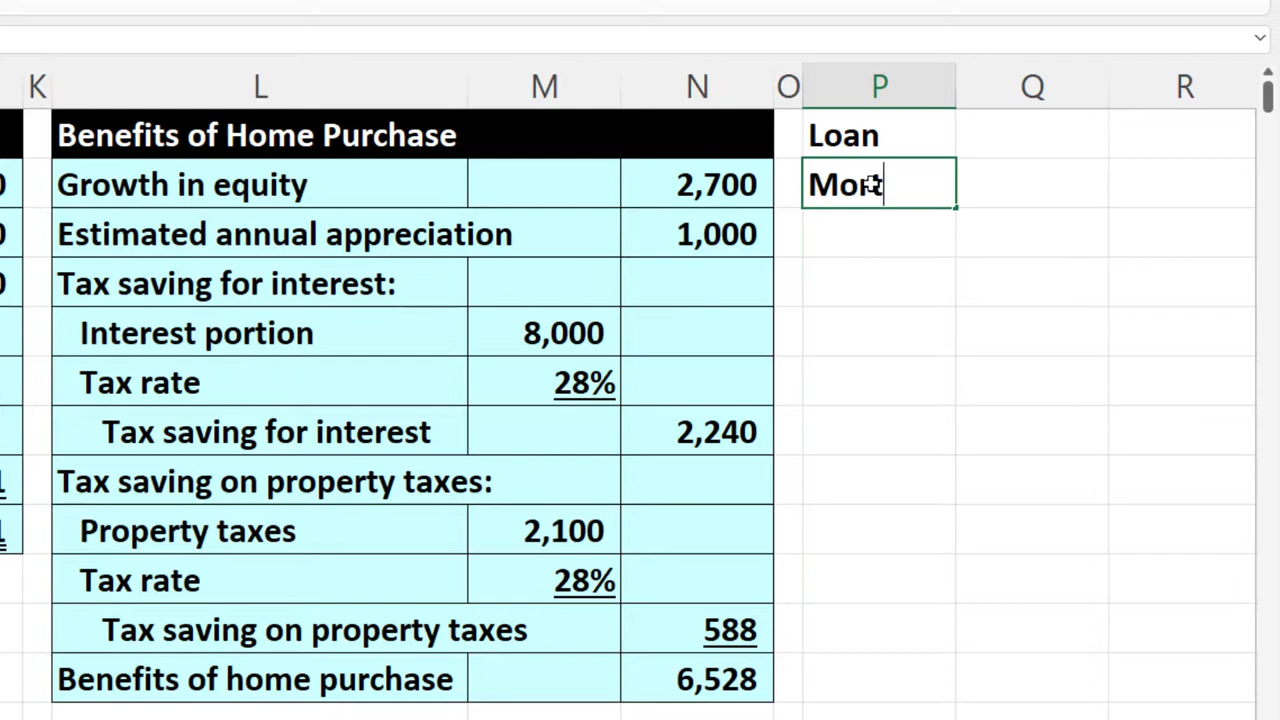 K L M N O P Q R
Benefits of Home Purchase Loan
Growth in equity 2,700 Mort
Estimated annual appreciation 1,000
Tax saving for interest:
Interest portion 8,000
Tax rate 28%
Tax saving for interest 2,240
Tax saving on property taxes:
Property taxes 2,100
Tax rate 28%
Tax saving on property taxes 588
Benefits of home purchase 6,528